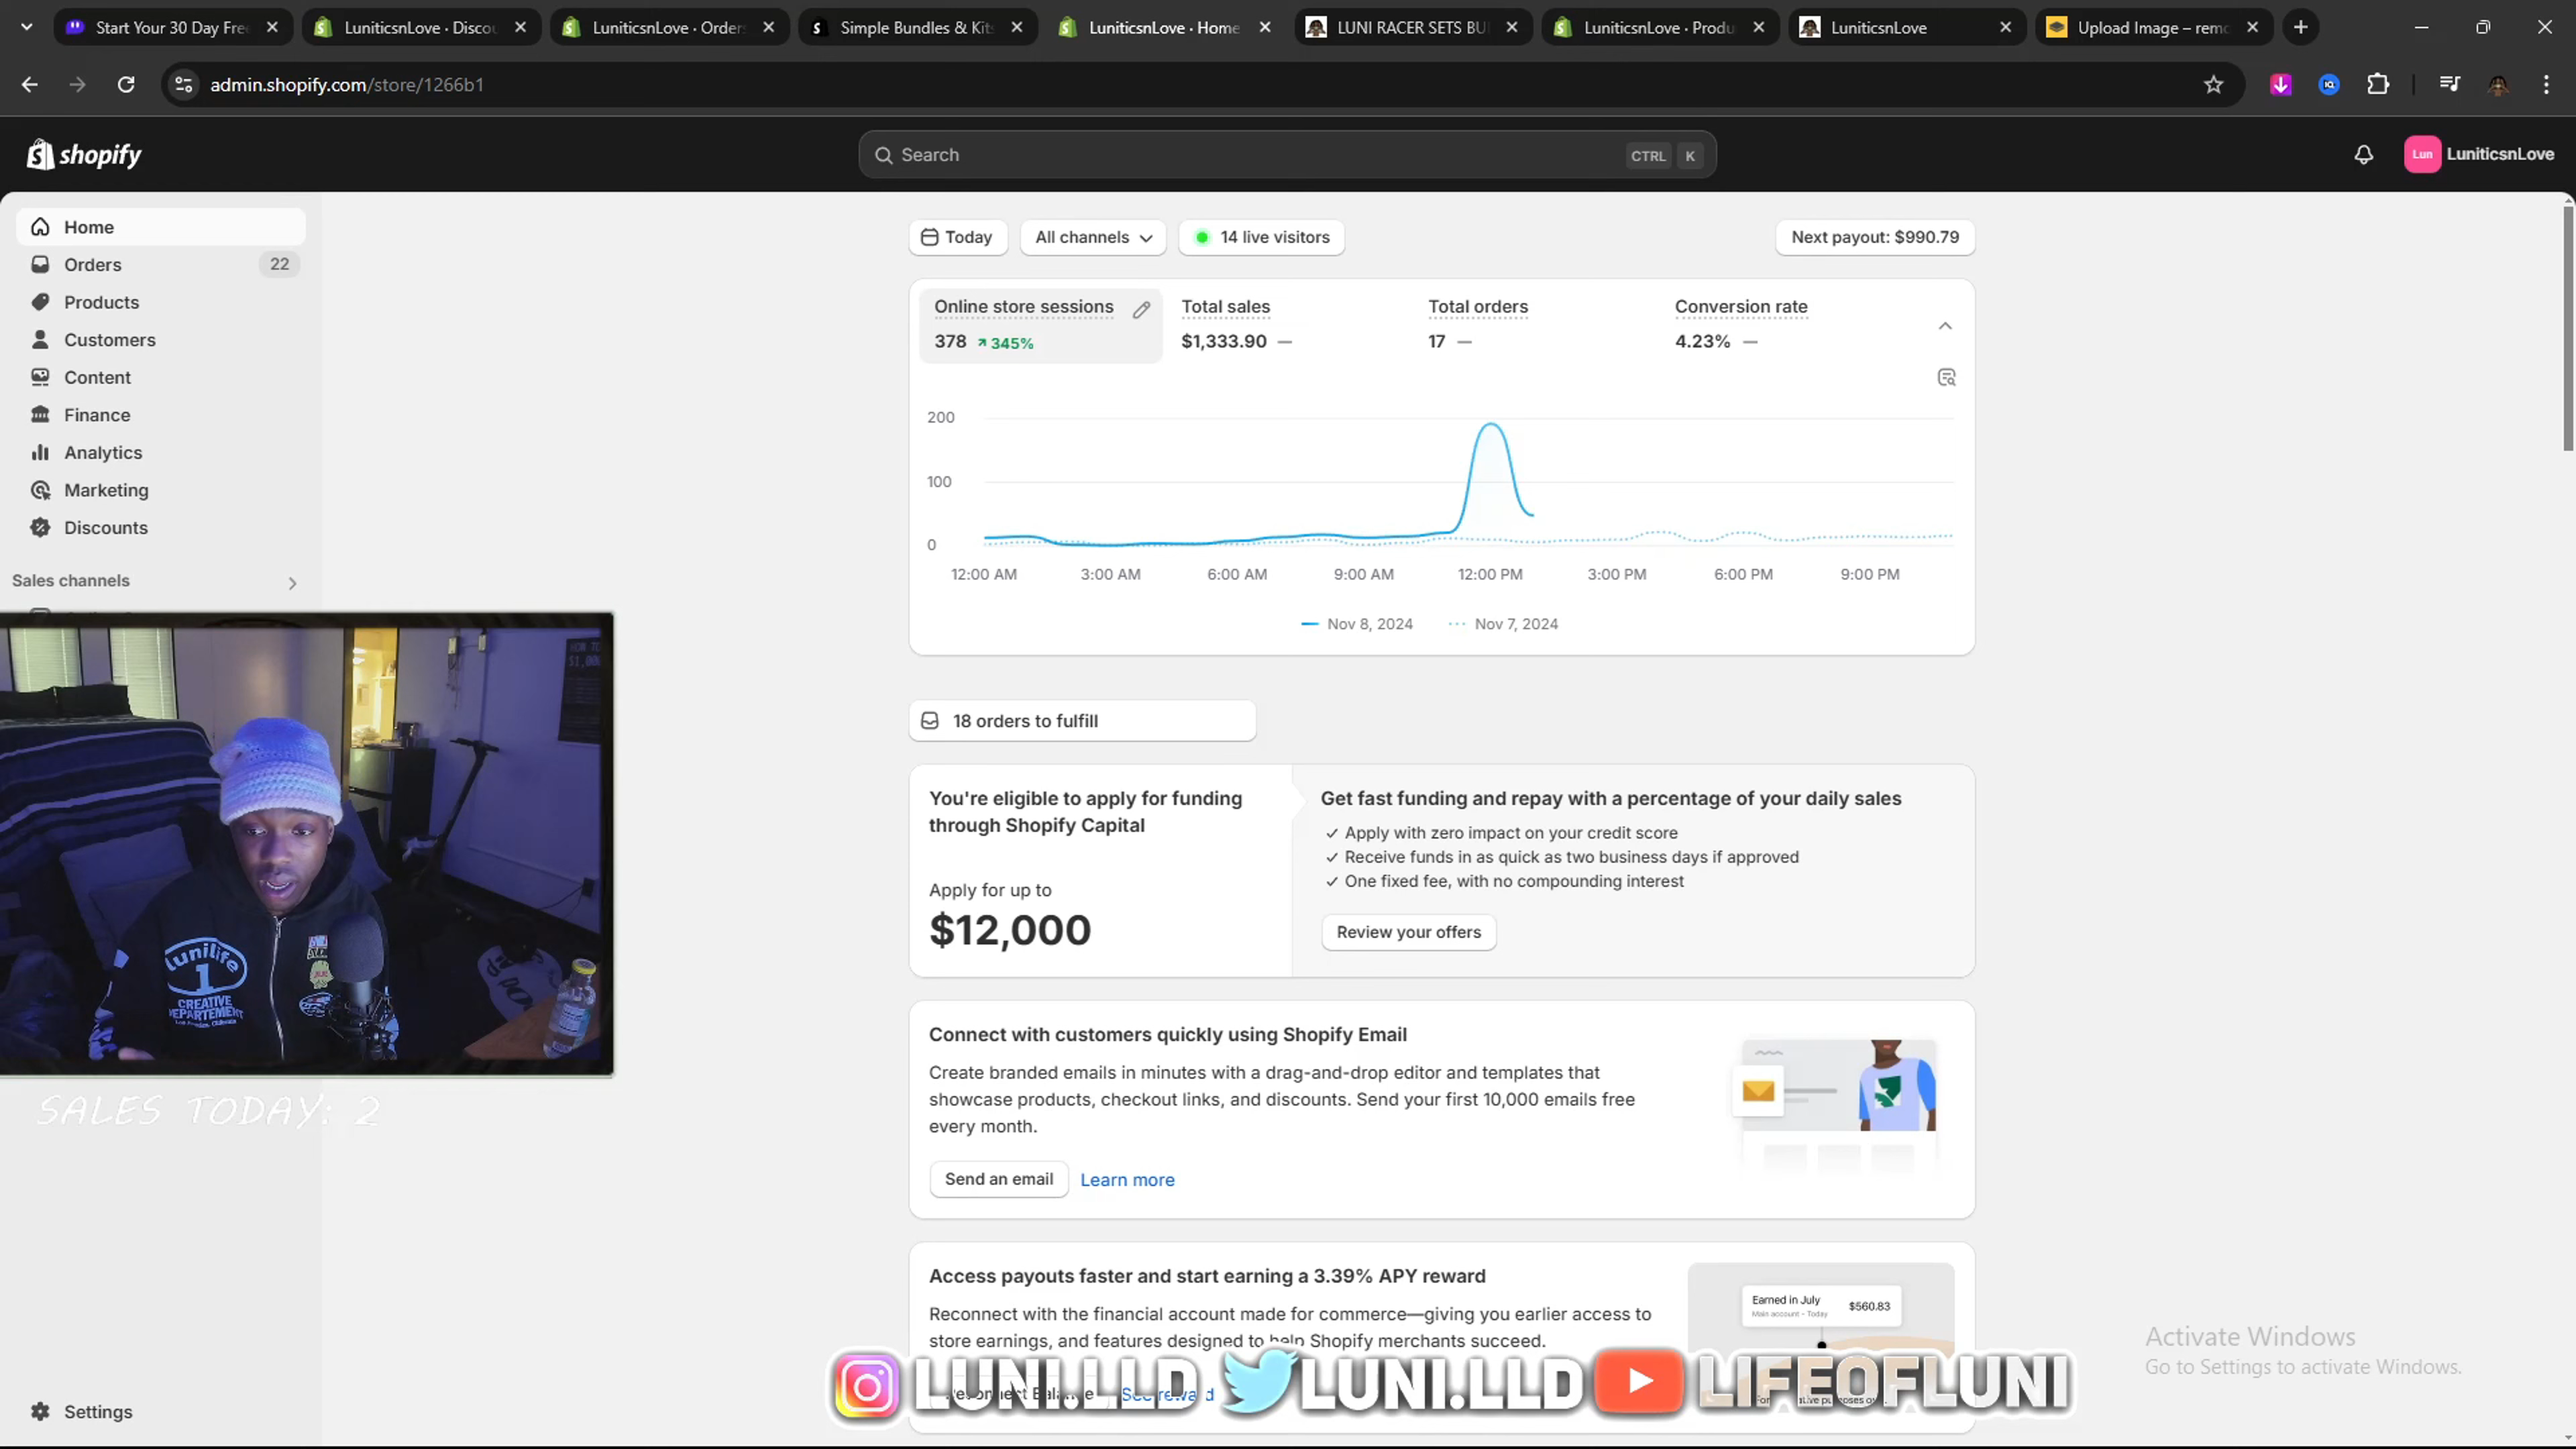 Start Your 30 Day Free
LuniticsnLove · Discou
LuniticsnLove · Orders
Simple Bundles & Kits
LuniticsnLove · Home
LUNI RACER SETS BU
LuniticsnLove · Produ
LuniticsnLove
Upload Image – remo
admin.shopify.com/store/1266b1
shopify
Search
CTRL K
Lun
LuniticsnLove
Home
Orders
22
Products
Customers
Content
Finance
Analytics
Marketing
Discounts
Sales channels
Settings
Today
All channels
14 live visitors
Next payout: $990.79
Online store sessions
378 345%
Total sales
$1,333.90 —
Total orders
17 —
Conversion rate
4.23% —
200
100
0
12:00 AM
3:00 AM
6:00 AM
9:00 AM
12:00 PM
3:00 PM
6:00 PM
9:00 PM
Nov 8, 2024
Nov 7, 2024
18 orders to fulfill
You're eligible to apply for funding
through Shopify Capital
Apply for up to
$12,000
Get fast funding and repay with a percentage of your daily sales
Apply with zero impact on your credit score
Receive funds in as quick as two business days if approved
One fixed fee, with no compounding interest
Review your offers
lunilife
1
CREATIVE
DEPARTEMENT
SALES TODAY: 2
Connect with customers quickly using Shopify Email
Create branded emails in minutes with a drag-and-drop editor and templates that
showcase products, checkout links, and discounts. Send your first 10,000 emails free
every month.
Send an email
Learn more
Access payouts faster and start earning a 3.39% APY reward
Reconnect with the financial account made for commerce—giving you earlier access to
store earnings, and features designed to help Shopify merchants succeed.
Earned in July
Main account • Today
$560.83
LUNI.LLD
LUNI.LLD
LIFEOFLUNI
Activate Windows
Go to Settings to activate Windows.